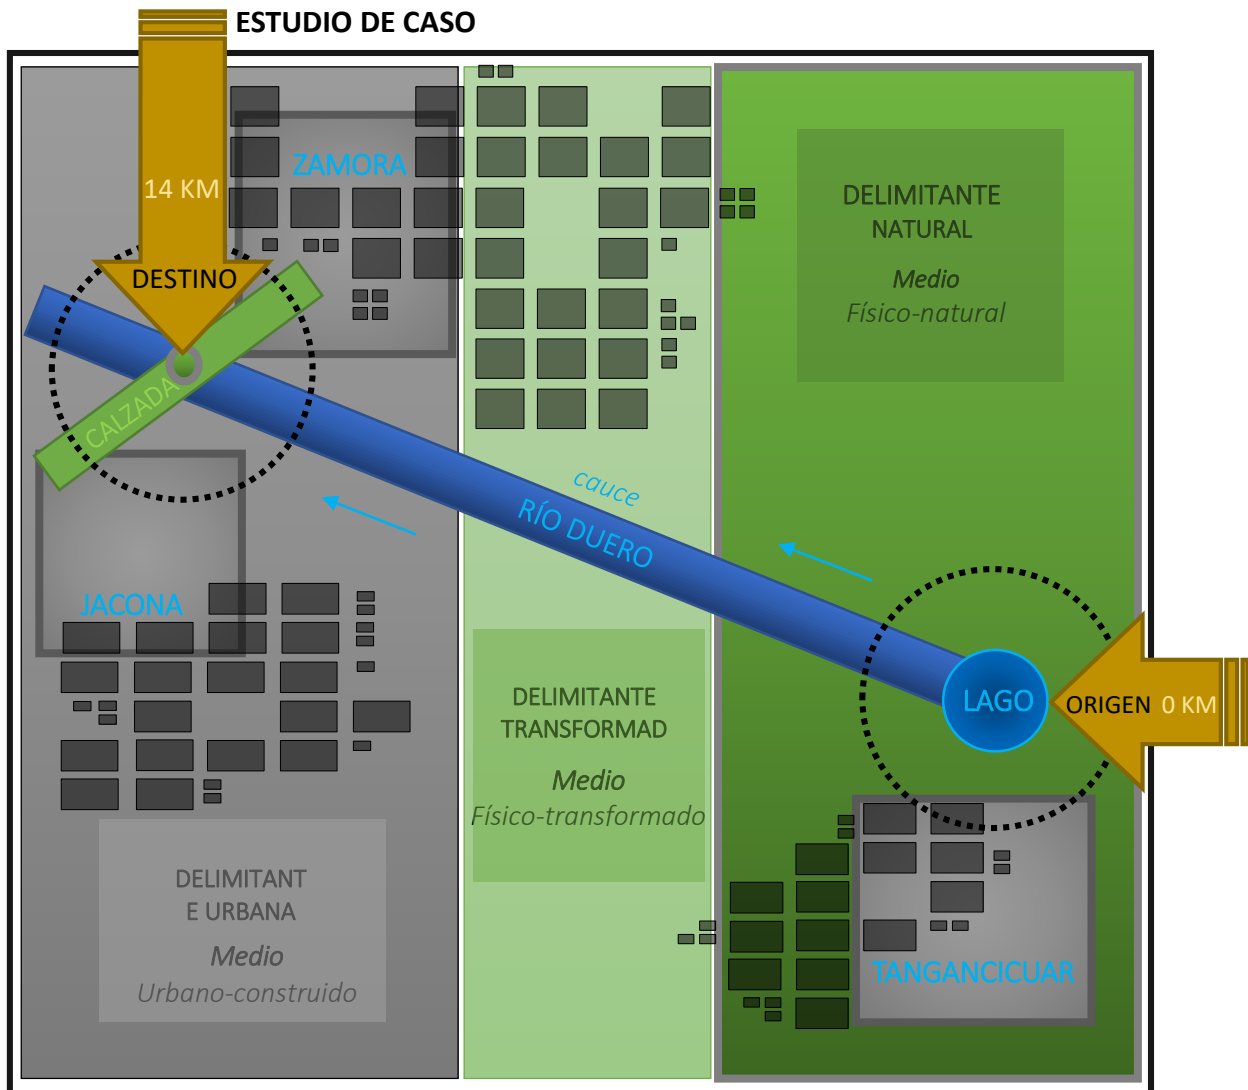 ESTUDIO DE CASO
ZAMORA
14 KM
DESTINO
CALZADA
JACONA
DELIMITANT
E URBANA
Medio
Urbano-construido
cauce
RÍO DUERO
DELIMITANTE
TRANSFORMAD
Medio
Físico-transformado
DELIMITANTE
NATURAL
Medio
Físico-natural
LAGO
ORIGEN 0 KM
TANGANCICUAR